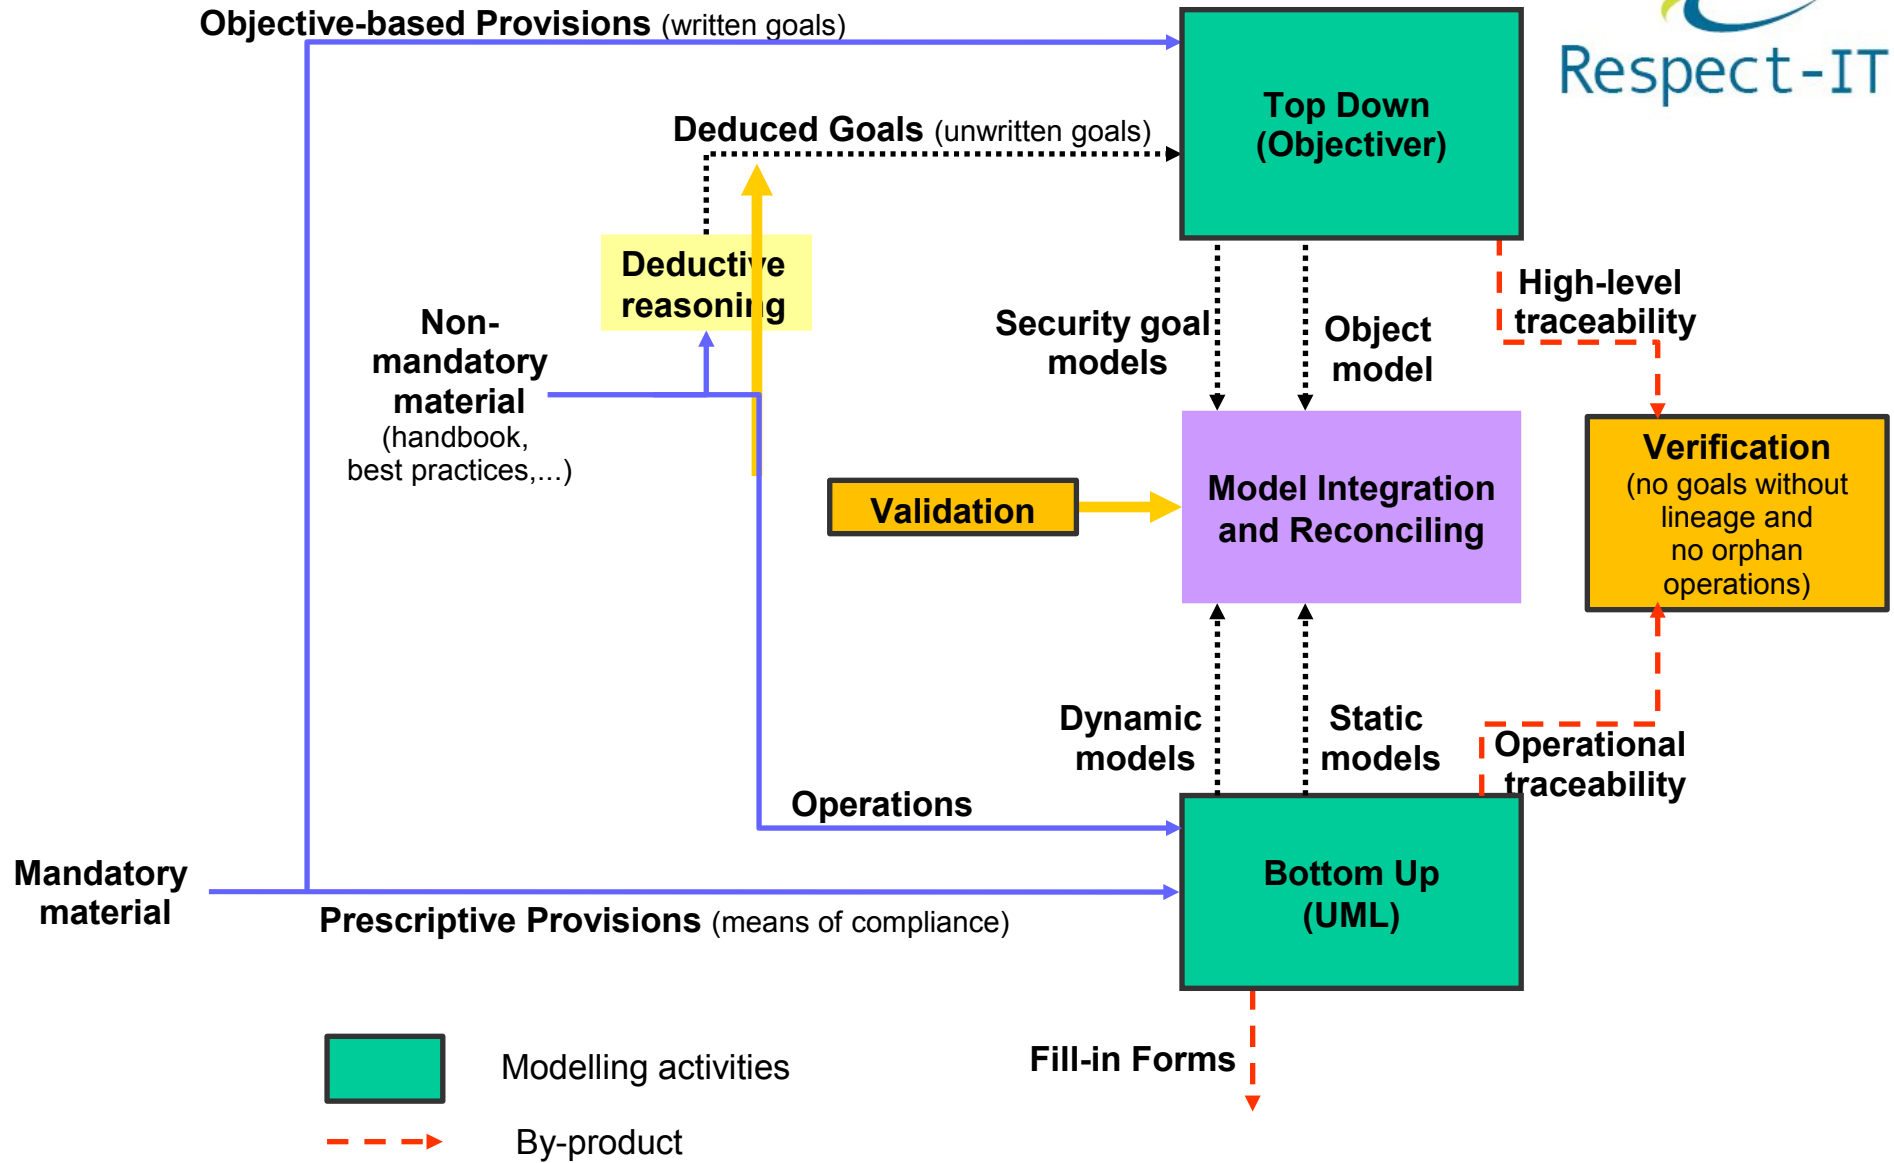 Objective-based Provisions (written goals)
Respect-IT
Top Down
(Objectiver)
Deduced Goals (unwritten goals)
Deductive
reasoning
High-level
traceability
Non-
mandatory
material
(handbook,
best practices,...)
Security goal
models
Object
model
Verification
(no goals without
lineage and
no orphan
operations)
Validation
Model Integration
and Reconciling
Dynamic
models
Static
models
Operational
traceability
Operations
Mandatory
material
Bottom Up
(UML)
Prescriptive Provisions (means of compliance)
Fill-in Forms
Modelling activities
By-product